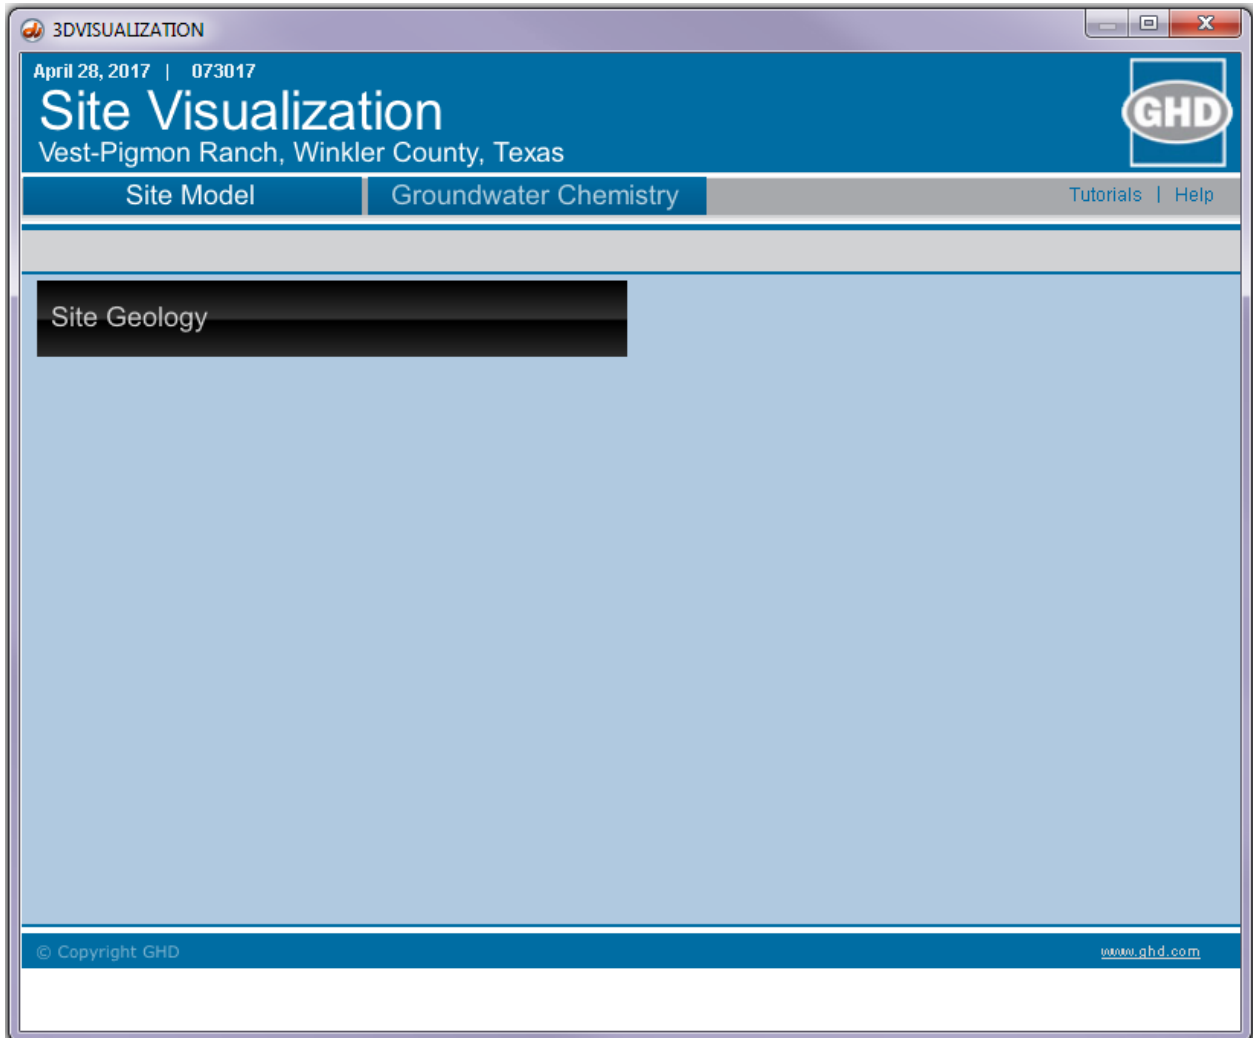 3DVISUALIZATION
April 28, 2017 | 073017
Site Visualization
Vest-Pigmon Ranch, Winkler County, Texas
GHD
Site Model Groundwater Chemistry Tutorials | Help
Site Geology
© Copyright GHD www.ghd.com